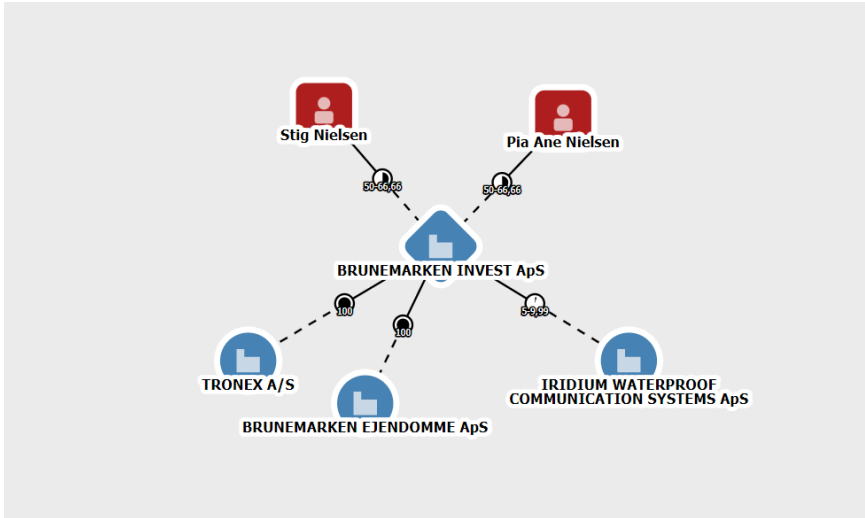 Stig Nielsen
Pia Ane Nielsen
50-66,66
50-66,66
BRUNEMARKEN INVEST ApS
100
100
5-9,99
TRONEX A/S
BRUNEMARKEN EJENDOMME ApS
IRIDIUM WATERPROOF
COMMUNICATION SYSTEMS ApS